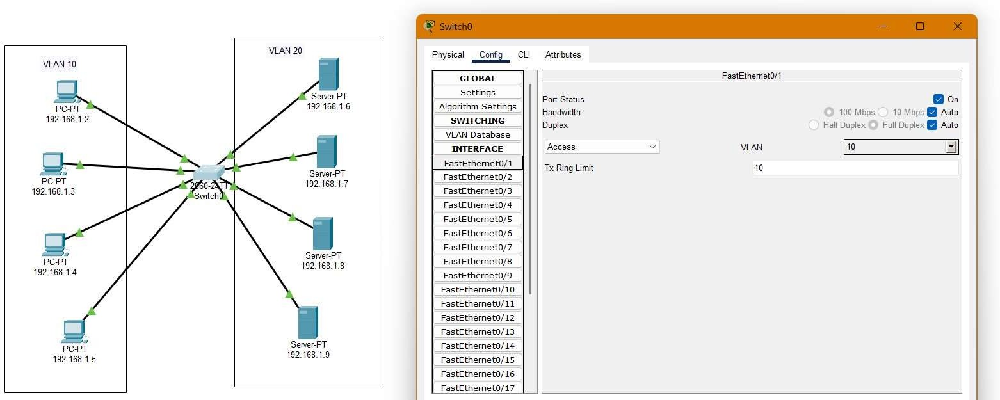 VLAN 10
PC-PT
192.168.1.2
PC-PT
192.168.1.3
PC-PT
192.168.1.4
PC-PT
192.168.1.5
2960-24TT
Switch0
VLAN 20
Server-PT
192.168.1.6
Server-PT
192.168.1.7
Server-PT
192.168.1.8
Server-PT
192.168.1.9
Switch0
Physical Config CLI Attributes
GLOBAL
Settings
Algorithm Settings
SWITCHING
VLAN Database
INTERFACE
FastEthernet0/1
FastEthernet0/2
FastEthernet0/3
FastEthernet0/4
FastEthernet0/5
FastEthernet0/6
FastEthernet0/7
FastEthernet0/8
FastEthernet0/9
FastEthernet0/10
FastEthernet0/11
FastEthernet0/12
FastEthernet0/13
FastEthernet0/14
FastEthernet0/15
FastEthernet0/16
FastEthernet0/17
FastEthernet0/1
Port Status On
Bandwidth 100 Mbps 10 Mbps Auto
Duplex Half Duplex Full Duplex Auto
Access VLAN 10
Tx Ring Limit 10